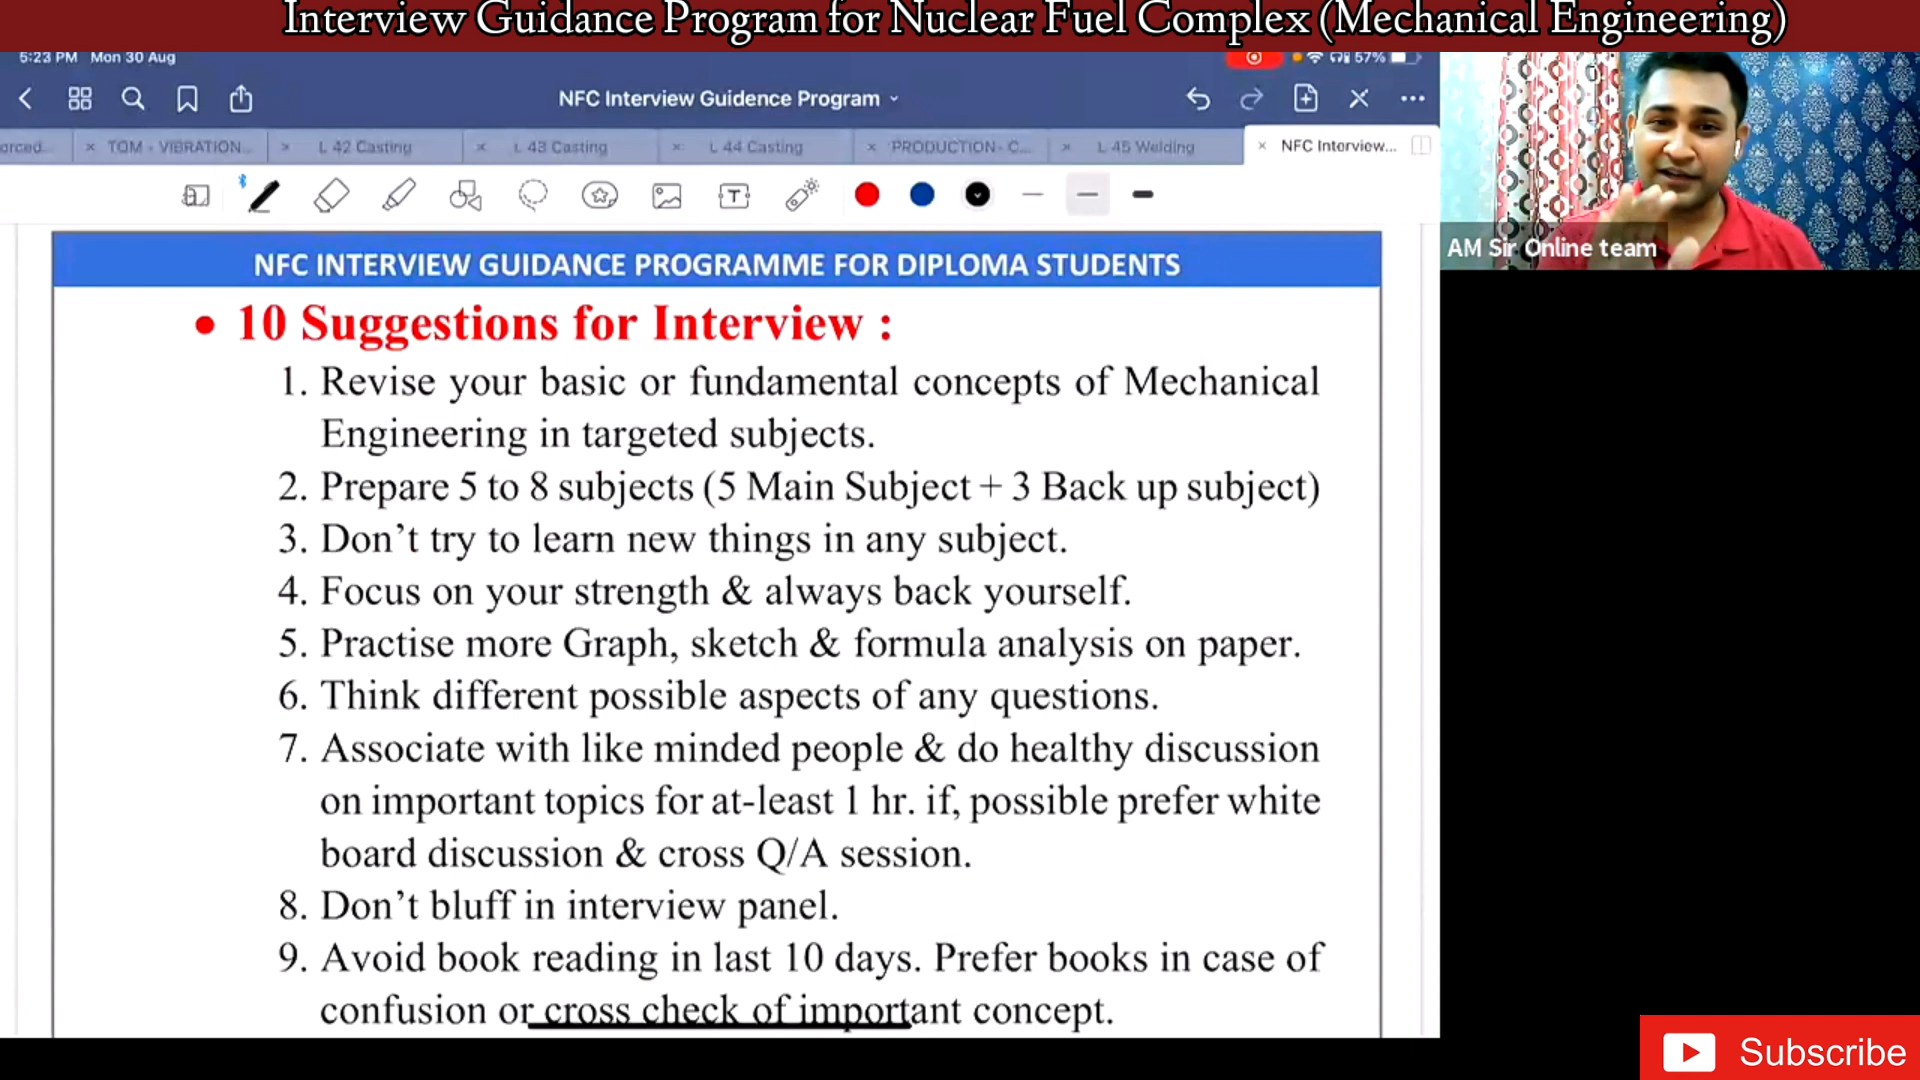 Interview Guidance Program for Nuclear Fuel Complex (Mechanical Engineering)
5:23 PM Mon 30 Aug
57%
NFC Interview Guidence Program
orced...
TOM - VIBRATION...
L 42 Casting
L 43 Casting
L 44 Casting
PRODUCTION- C...
L 45 Welding
NFC Interview...
AM Sir Online team
NFC INTERVIEW GUIDANCE PROGRAMME FOR DIPLOMA STUDENTS
• 10 Suggestions for Interview :
1. Revise your basic or fundamental concepts of Mechanical
Engineering in targeted subjects.
2. Prepare 5 to 8 subjects (5 Main Subject + 3 Back up subject)
3. Don’t try to learn new things in any subject.
4. Focus on your strength & always back yourself.
5. Practise more Graph, sketch & formula analysis on paper.
6. Think different possible aspects of any questions.
7. Associate with like minded people & do healthy discussion
on important topics for at-least 1 hr. if, possible prefer white
board discussion & cross Q/A session.
8. Don’t bluff in interview panel.
9. Avoid book reading in last 10 days. Prefer books in case of
confusion or cross check of important concept.
Subscribe